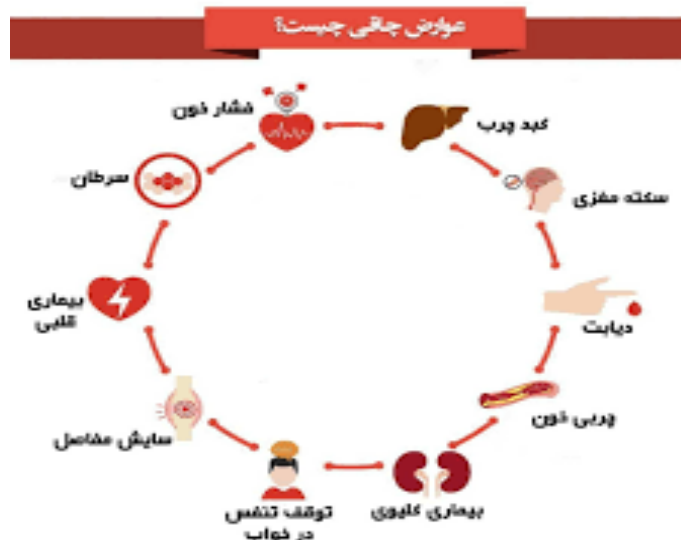 عوارض چاقی چیست؟
کبد چرب
سکته مغزی
دیابت
چربی خون
بیماری کلیوی
توقف تنفس
در خواب
سایش مفاصل
بیماری
قلبی
سرطان
فشار خون